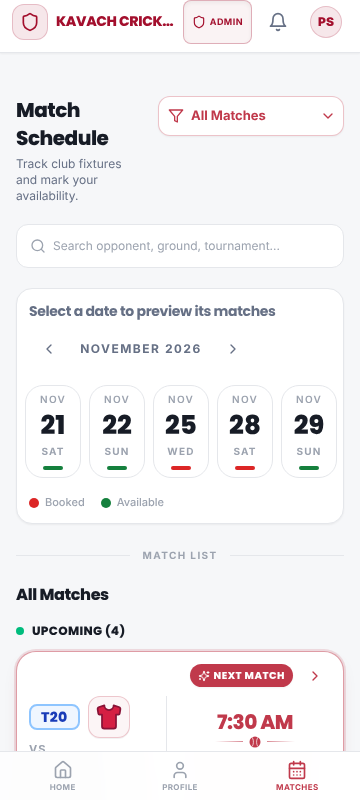 KAVACH CRICK...
ADMIN
PS
Match
Schedule
All Matches
Track club fixtures
and mark your
availability.
Search opponent, ground, tournament...
Select a date to preview its matches
NOVEMBER 2026
NOV NOV NOV NOV NOV
21 22 25 28 29
SAT SUN WED SAT SUN
Booked Available
MATCH LIST
All Matches
UPCOMING (4)
NEXT MATCH
T20
7:30 AM
VS
HOME PROFILE MATCHES